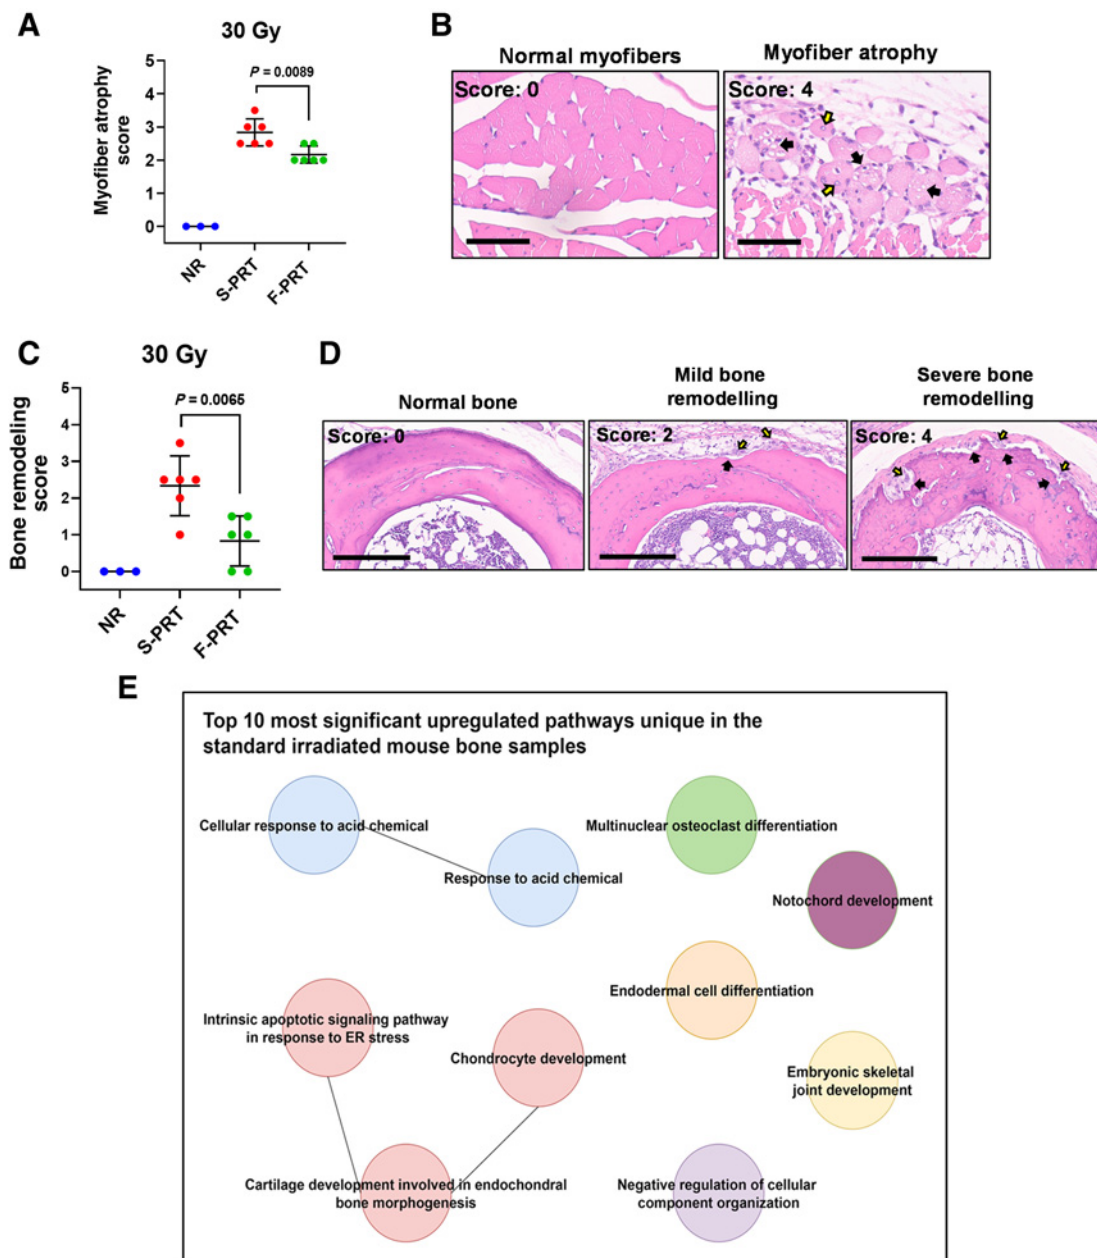 A
30 Gy
Myofiber atrophy
score
5
4
3
2
1
0
P = 0.0089
NR
S-PRT
F-PRT
B
Normal myofibers
Score: 0
Myofiber atrophy
Score: 4
C
30 Gy
Bone remodeling
score
5
4
3
2
1
0
P = 0.0065
NR
S-PRT
F-PRT
D
Normal bone
Score: 0
Mild bone
remodelling
Score: 2
Severe bone
remodelling
Score: 4
E
Top 10 most significant upregulated pathways unique in the
standard irradiated mouse bone samples
Cellular response to acid chemical
Response to acid chemical
Multinuclear osteoclast differentiation
Notochord development
Intrinsic apoptotic signaling pathway
in response to ER stress
Chondrocyte development
Endodermal cell differentiation
Embryonic skeletal
joint development
Cartilage development involved in endochondral
bone morphogenesis
Negative regulation of cellular
component organization